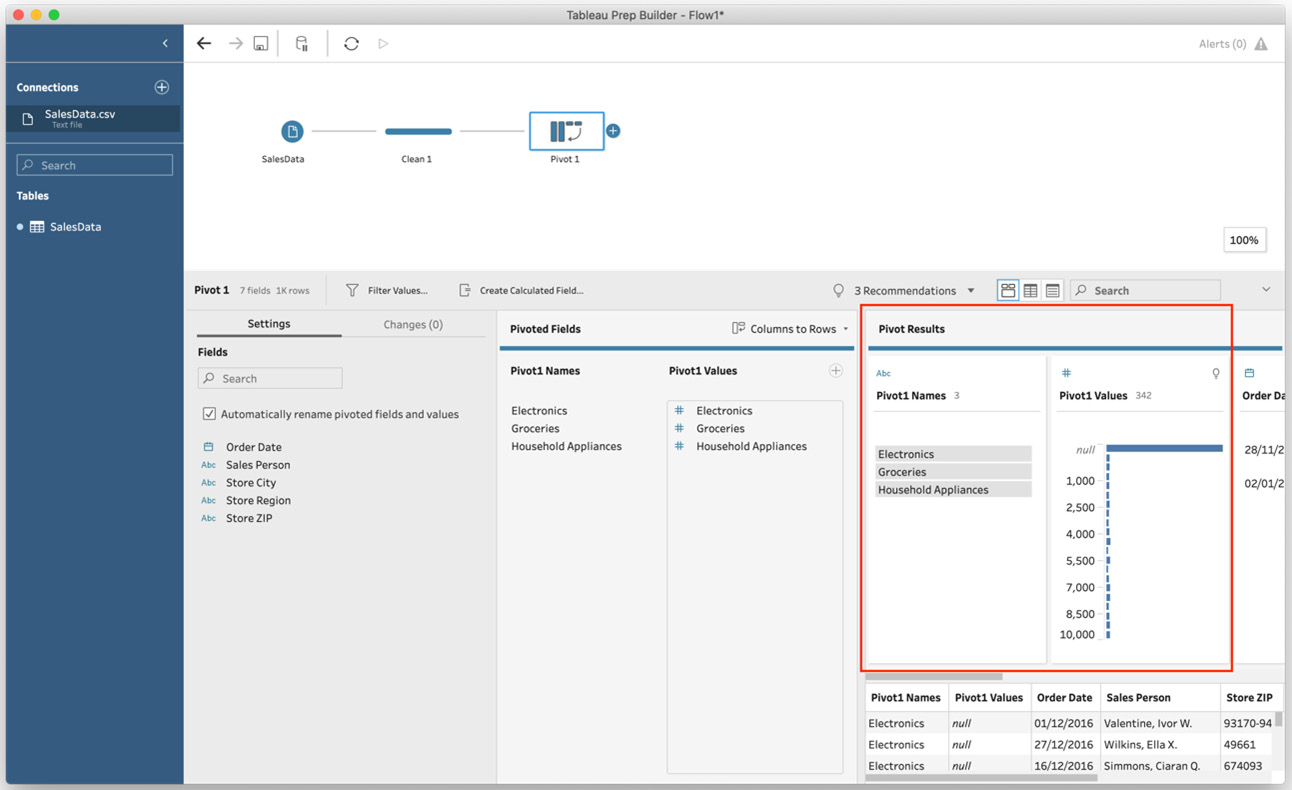 Tableau Prep Builder - Flow1*
Alerts (0)
Connections
SalesData.csv
Text file
Search
Tables
SalesData
SalesData
Clean 1
Pivot 1
100%
Pivot 1 7 fields 1K rows Filter Values... Create Calculated Field... 3 Recommendations Search
Settings Changes (0)
Fields
Search
Automatically rename pivoted fields and values
Order Date
Abc Sales Person
Abc Store City
Abc Store Region
Abc Store ZIP
Pivoted Fields Columns to Rows
Pivot1 Names Pivot1 Values
Electronics # Electronics
Groceries # Groceries
Household Appliances # Household Appliances
Pivot Results
Abc
Pivot1 Names 3
Electronics
Groceries
Household Appliances
#
Pivot1 Values 342
null
1,000
2,500
4,000
5,500
7,000
8,500
10,000
Order Da
28/11/2
02/01/2
Pivot1 Names Pivot1 Values Order Date Sales Person Store ZIP
Electronics null 01/12/2016 Valentine, Ivor W. 93170-94
Electronics null 27/12/2016 Wilkins, Ella X. 49661
Electronics null 16/12/2016 Simmons, Ciaran Q. 674093